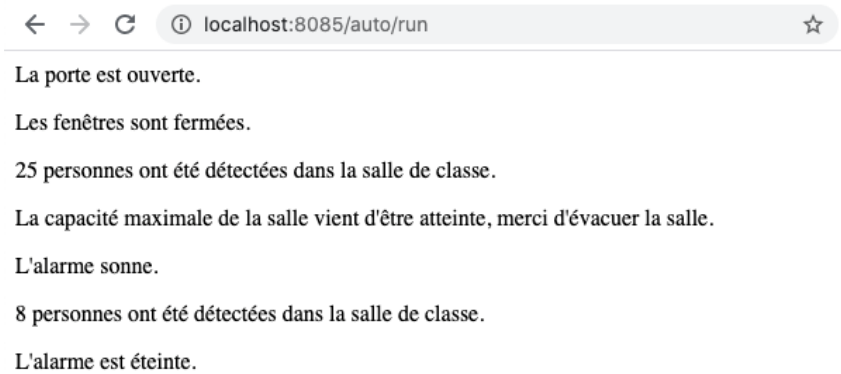 localhost:8085/auto/run
La porte est ouverte.
Les fenêtres sont fermées.
25 personnes ont été détectées dans la salle de classe.
La capacité maximale de la salle vient d'être atteinte, merci d'évacuer la salle.
L'alarme sonne.
8 personnes ont été détectées dans la salle de classe.
L'alarme est éteinte.